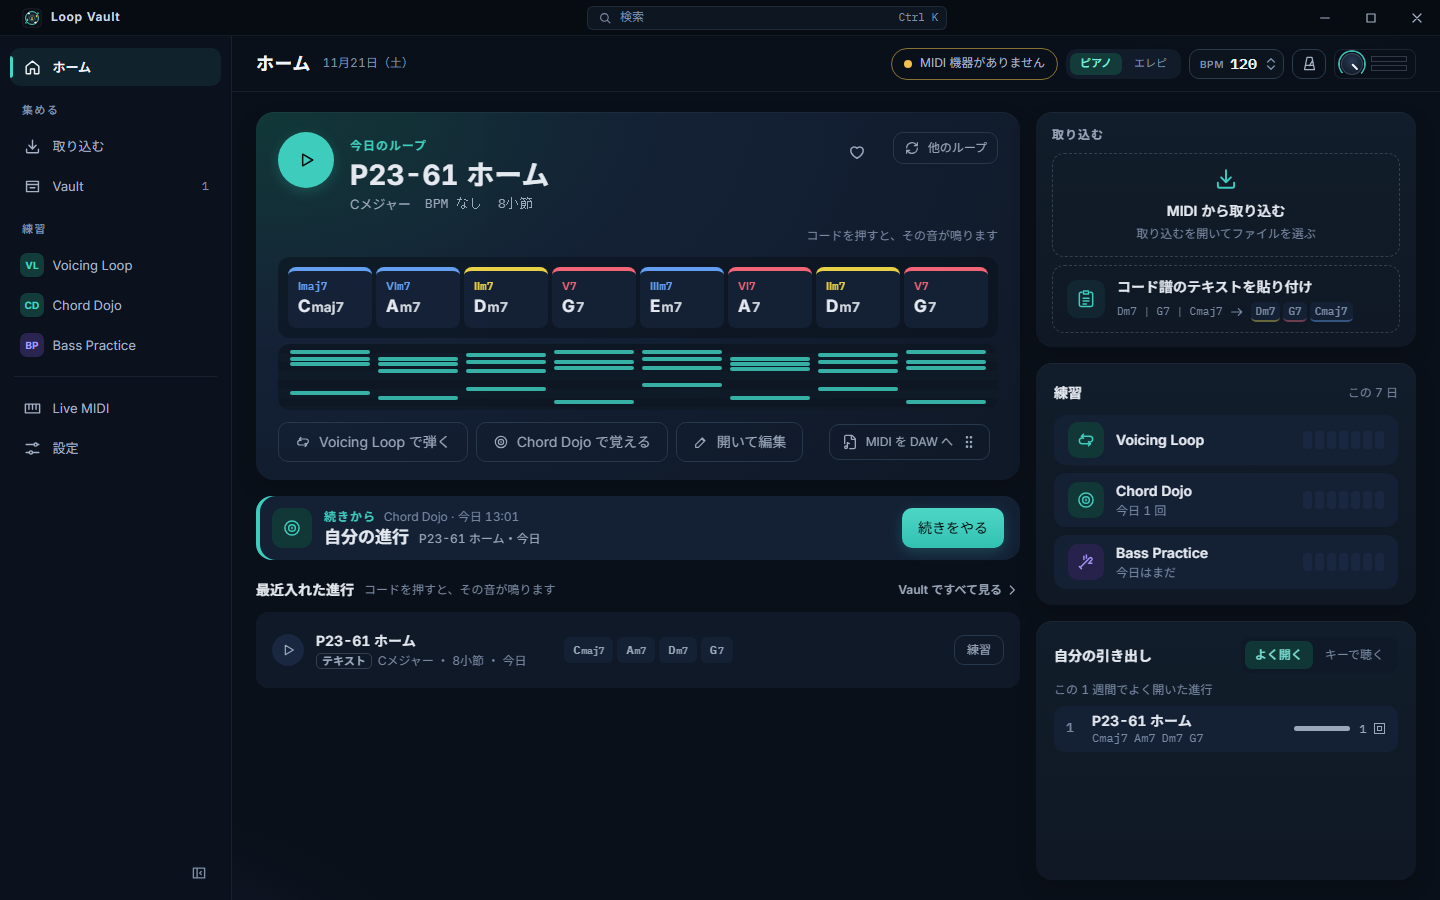 Loop Vault
検索
Ctrl K
ホーム
集める
取り込む
Vault
1
練習
VL
Voicing Loop
CD
Chord Dojo
BP
Bass Practice
Live MIDI
設定
ホーム
11月21日（土）
MIDI 機器がありません
ピアノ
エレピ
BPM 120
今日のループ
P23-61 ホーム
Cメジャー BPM なし 8小節
他のループ
コードを押すと、その音が鳴ります
Imaj7 VIm7 IIm7 V7 IIIm7 VI7 IIm7 V7
Cmaj7 Am7 Dm7 G7 Em7 A7 Dm7 G7
Voicing Loop で弾く
Chord Dojo で覚える
開いて編集
MIDI を DAW へ
続きから Chord Dojo · 今日 13:01
自分の進行 P23-61 ホーム・今日
続きをやる
最近入れた進行 コードを押すと、その音が鳴ります
Vault ですべて見る
P23-61 ホーム
テキスト Cメジャー ・ 8小節 ・ 今日
Cmaj7 Am7 Dm7 G7
練習
取り込む
MIDI から取り込む
取り込むを開いてファイルを選ぶ
コード譜のテキストを貼り付け
Dm7 | G7 | Cmaj7 → Dm7 G7 Cmaj7
練習
この 7 日
Voicing Loop
Chord Dojo
今日 1 回
Bass Practice
今日はまだ
自分の引き出し
よく開く
キーで聴く
この 1 週間でよく開いた進行
1
P23-61 ホーム
Cmaj7 Am7 Dm7 G7
1 回